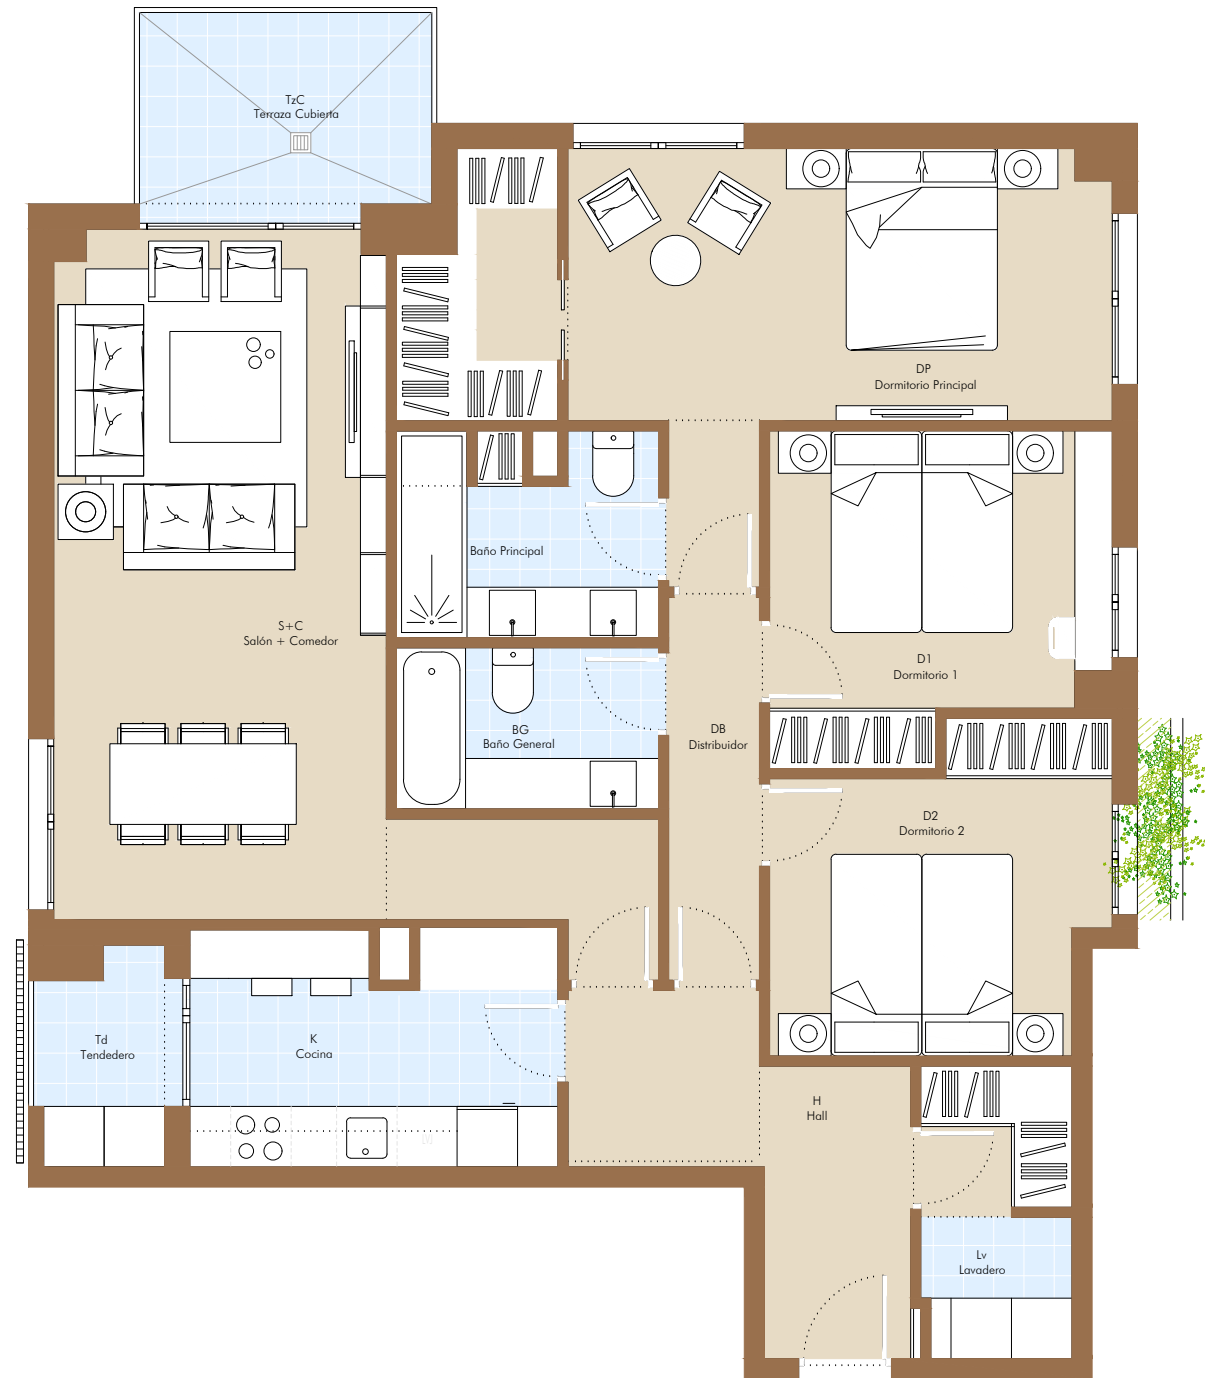 TzC
Terraza Cubierta
DP
Dormitorio Principal
Baño Principal
S+C
Salón + Comedor
D1
Dormitorio 1
BG
Baño General
DB
Distribuidor
D2
Dormitorio 2
Td
Tendedero
K
Cocina
H
Hall
Lv
Lavadero